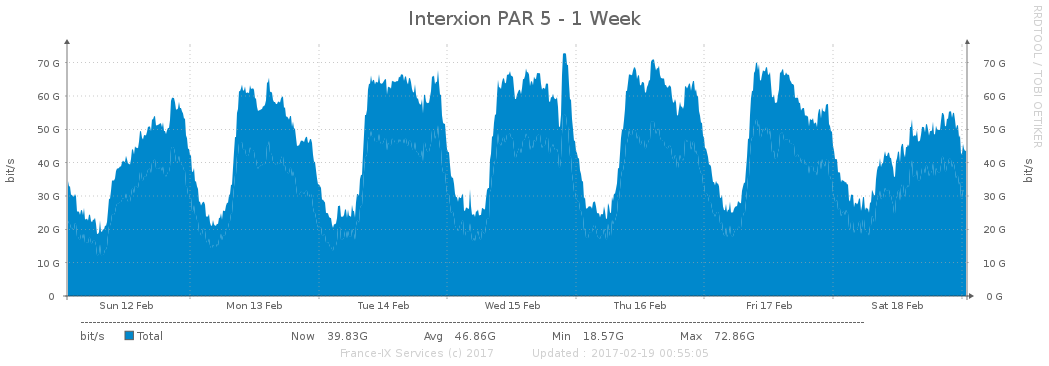 Interxion PAR 5 - 1 Week
RRDTOOL / TOBI OETIKER
bit/s
70 G
60 G
50 G
40 G
30 G
20 G
10 G
0
70 G
60 G
50 G
40 G
30 G
20 G
10 G
0 G
bit/s
Sun 12 Feb Mon 13 Feb Tue 14 Feb Wed 15 Feb Thu 16 Feb Fri 17 Feb Sat 18 Feb
bit/s Total Now 39.83G Avg 46.86G Min 18.57G Max 72.86G
France-IX Services (c) 2017 Updated : 2017-02-19 00:55:05